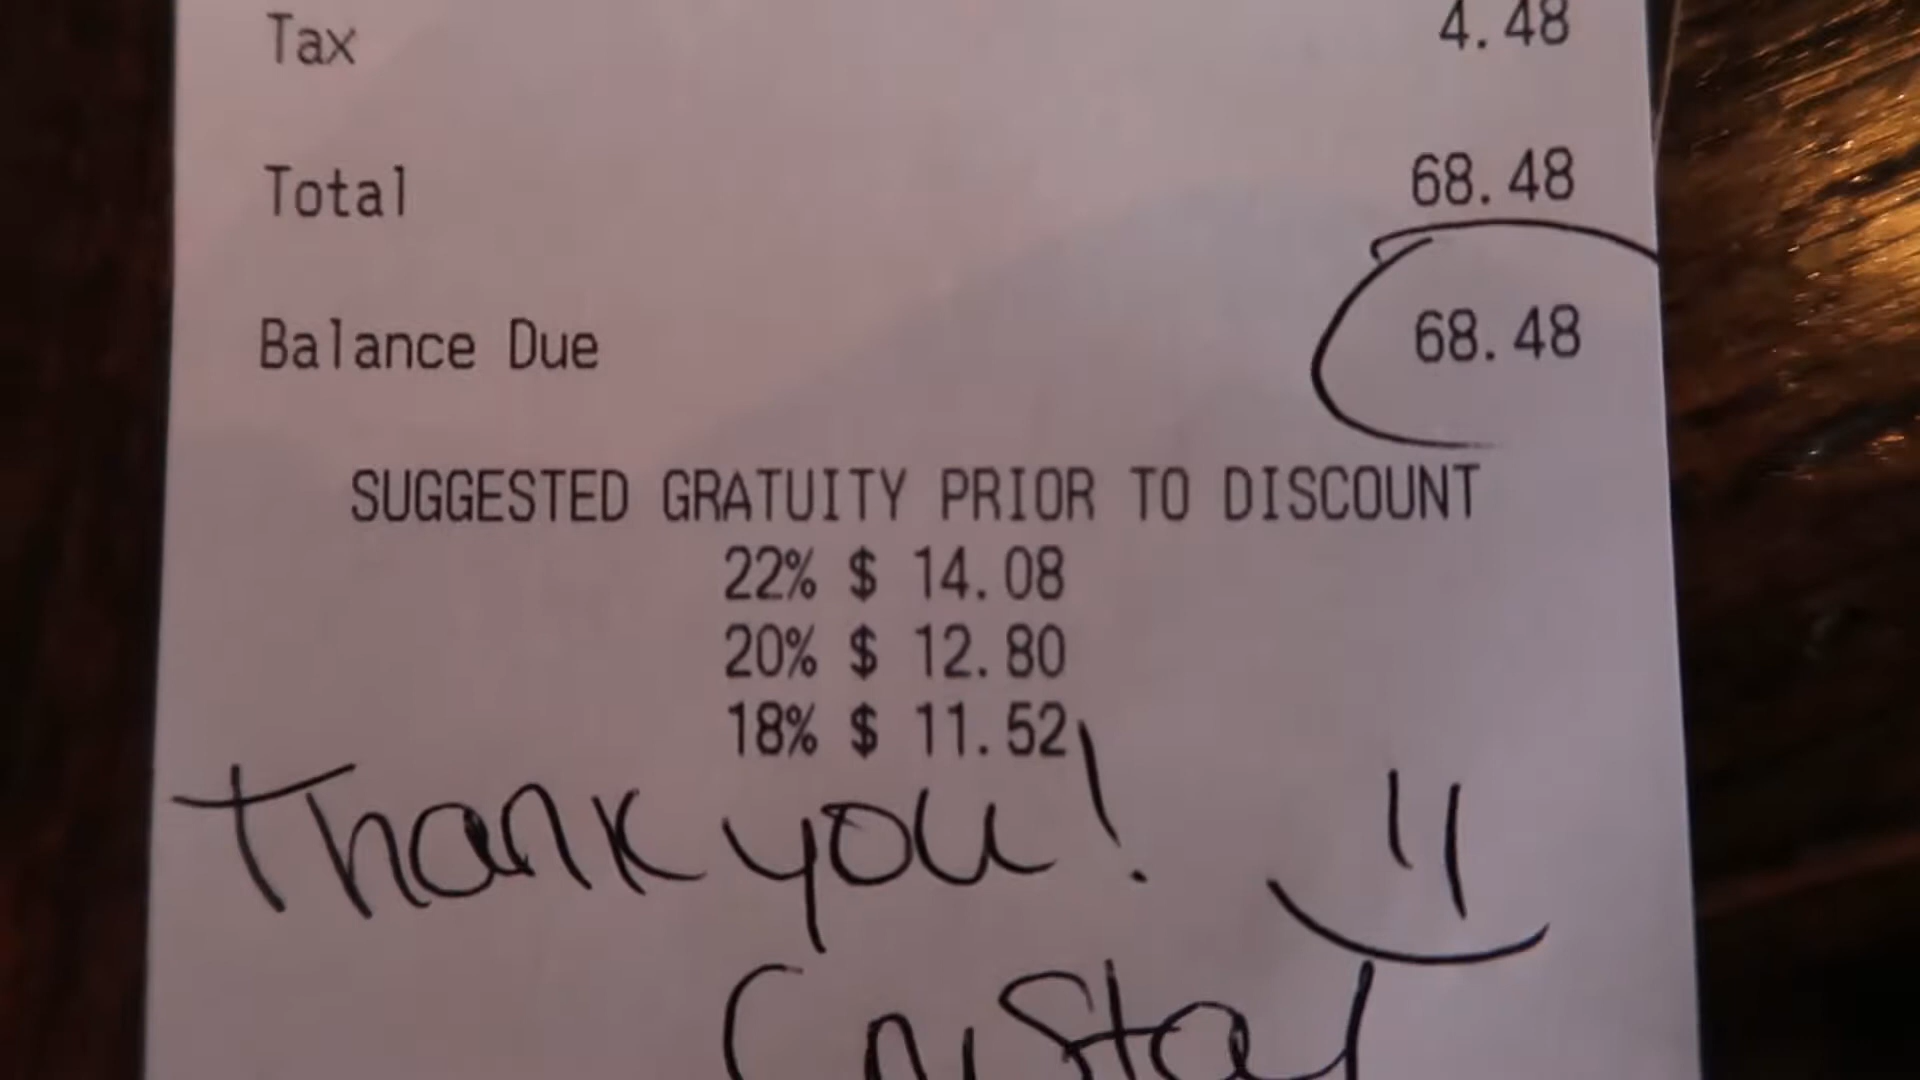 Tax 4.48
Total 68.48
Balance Due 68.48
SUGGESTED GRATUITY PRIOR TO DISCOUNT
22% $ 14.08
20% $ 12.80
18% $ 11.52
Thank you!
Crystal